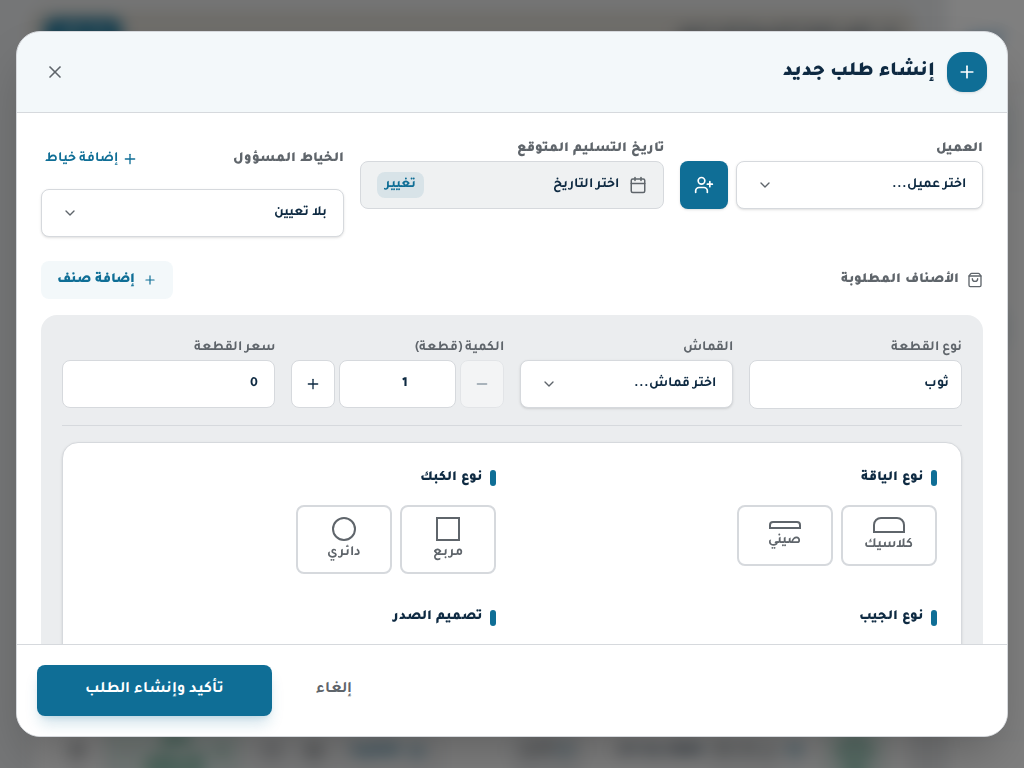 إنشاء طلب جديد
العميل
اختر عميل...
تاريخ التسليم المتوقع
اختر التاريخ
تغيير
الخياط المسؤول
إضافة خياط
بلا تعيين
الأصناف المطلوبة
إضافة صنف
نوع القطعة
القماش
الكمية (قطعة)
سعر القطعة
ثوب
اختر قماش...
1
0
نوع الياقة
نوع الكبك
كلاسيك
صيني
مربع
دائري
نوع الجيب
تصميم الصدر
إلغاء
تأكيد وإنشاء الطلب